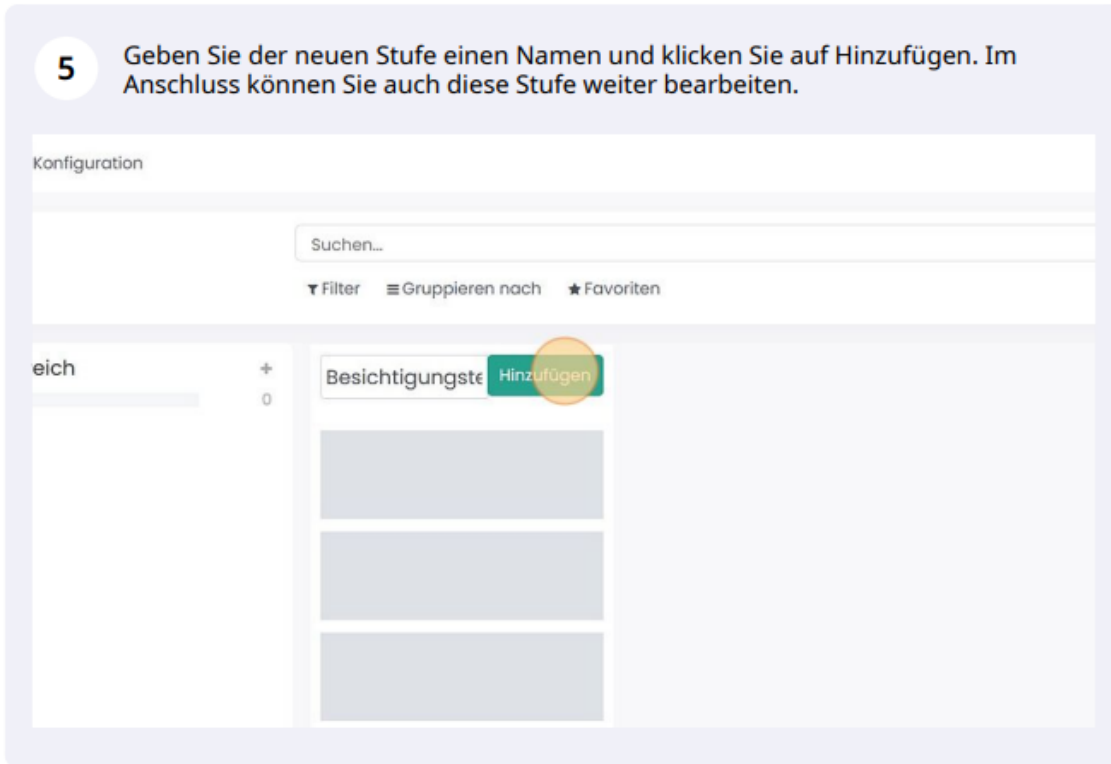 5
Geben Sie der neuen Stufe einen Namen und klicken Sie auf Hinzufügen. Im
Anschluss können Sie auch diese Stufe weiter bearbeiten.
Konfiguration
Suchen...
Filter Gruppieren nach Favoriten
eich +
0
Besichtigungste Hinzufügen